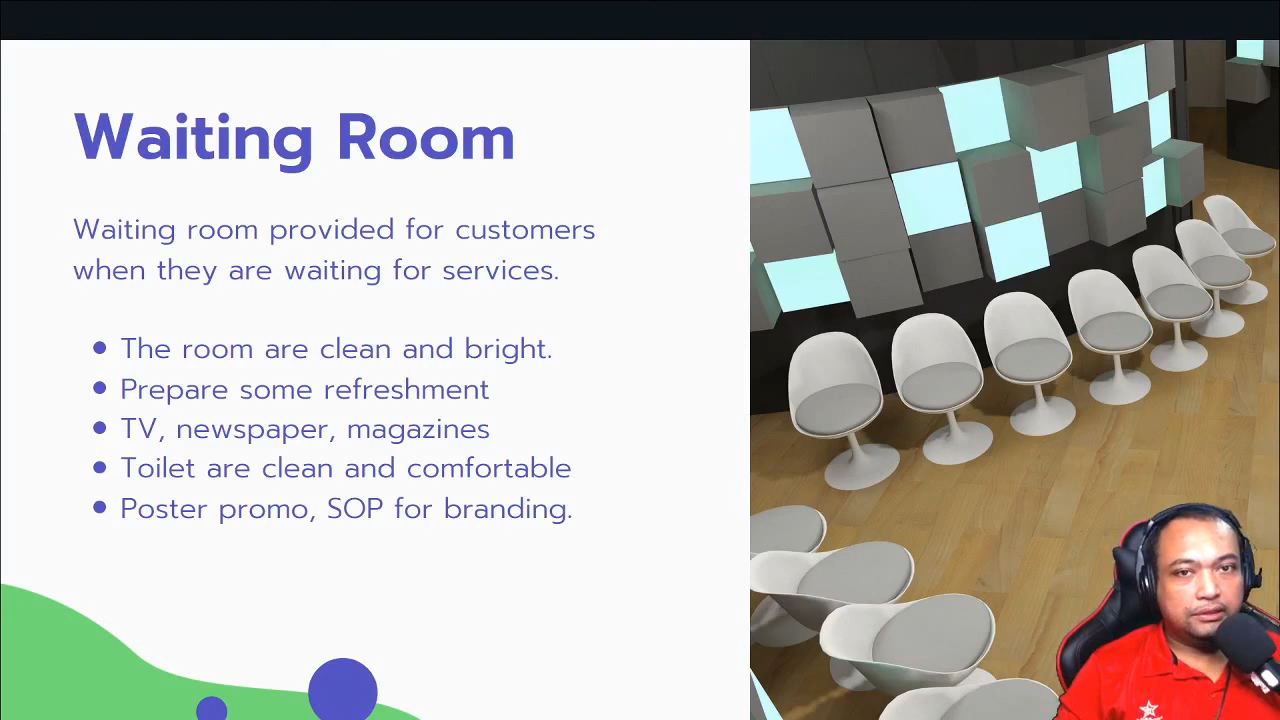 Waiting Room
Waiting room provided for customers
when they are waiting for services.
The room are clean and bright.
Prepare some refreshment
TV, newspaper, magazines
Toilet are clean and comfortable
Poster promo, SOP for branding.